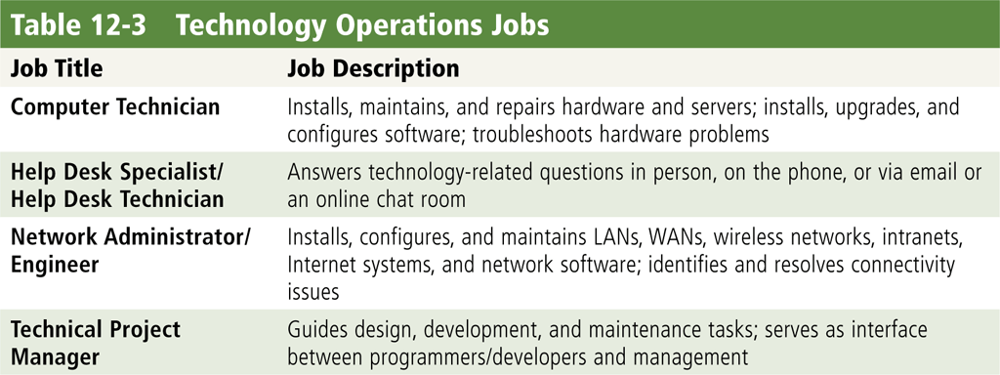 Table 12-3 Technology Operations Jobs
Job Title Job Description
Computer Technician Installs, maintains, and repairs hardware and servers; installs, upgrades, and
configures software; troubleshoots hardware problems
Help Desk Specialist/ Answers technology-related questions in person, on the phone, or via email or
Help Desk Technician an online chat room
Network Administrator/ Installs, configures, and maintains LANs, WANs, wireless networks, intranets,
Engineer Internet systems, and network software; identifies and resolves connectivity
issues
Technical Project Guides design, development, and maintenance tasks; serves as interface
Manager between programmers/developers and management